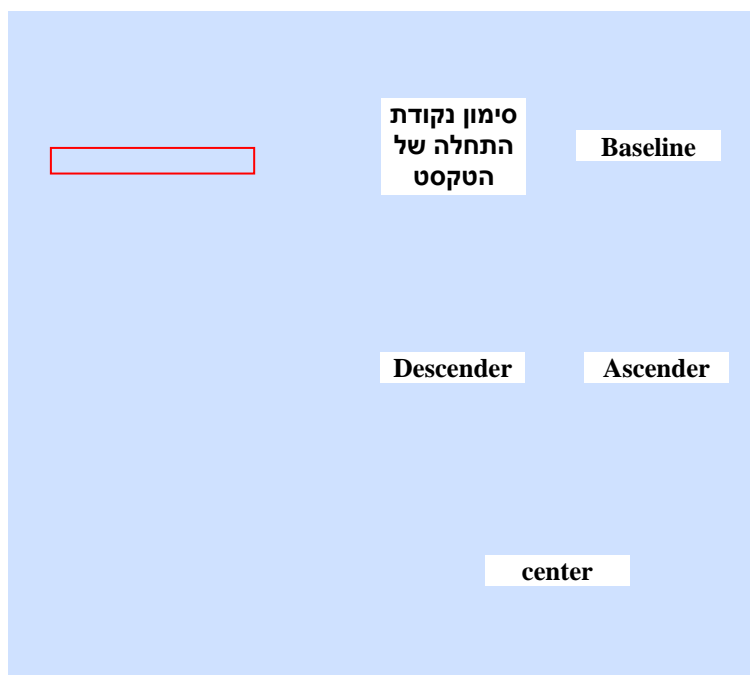 סימון נקודת
התחלה של
הטקסט
Baseline
Descender
Ascender
center